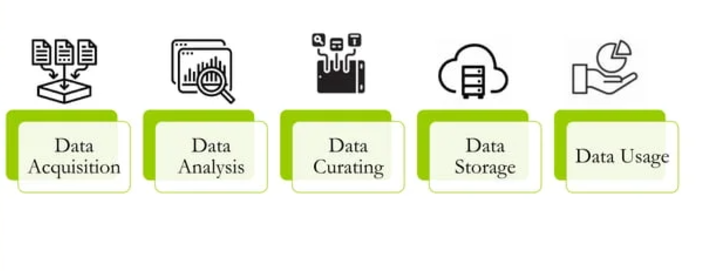 Data
Acquisition
Data
Analysis
Data
Curating
Data
Storage
Data Usage